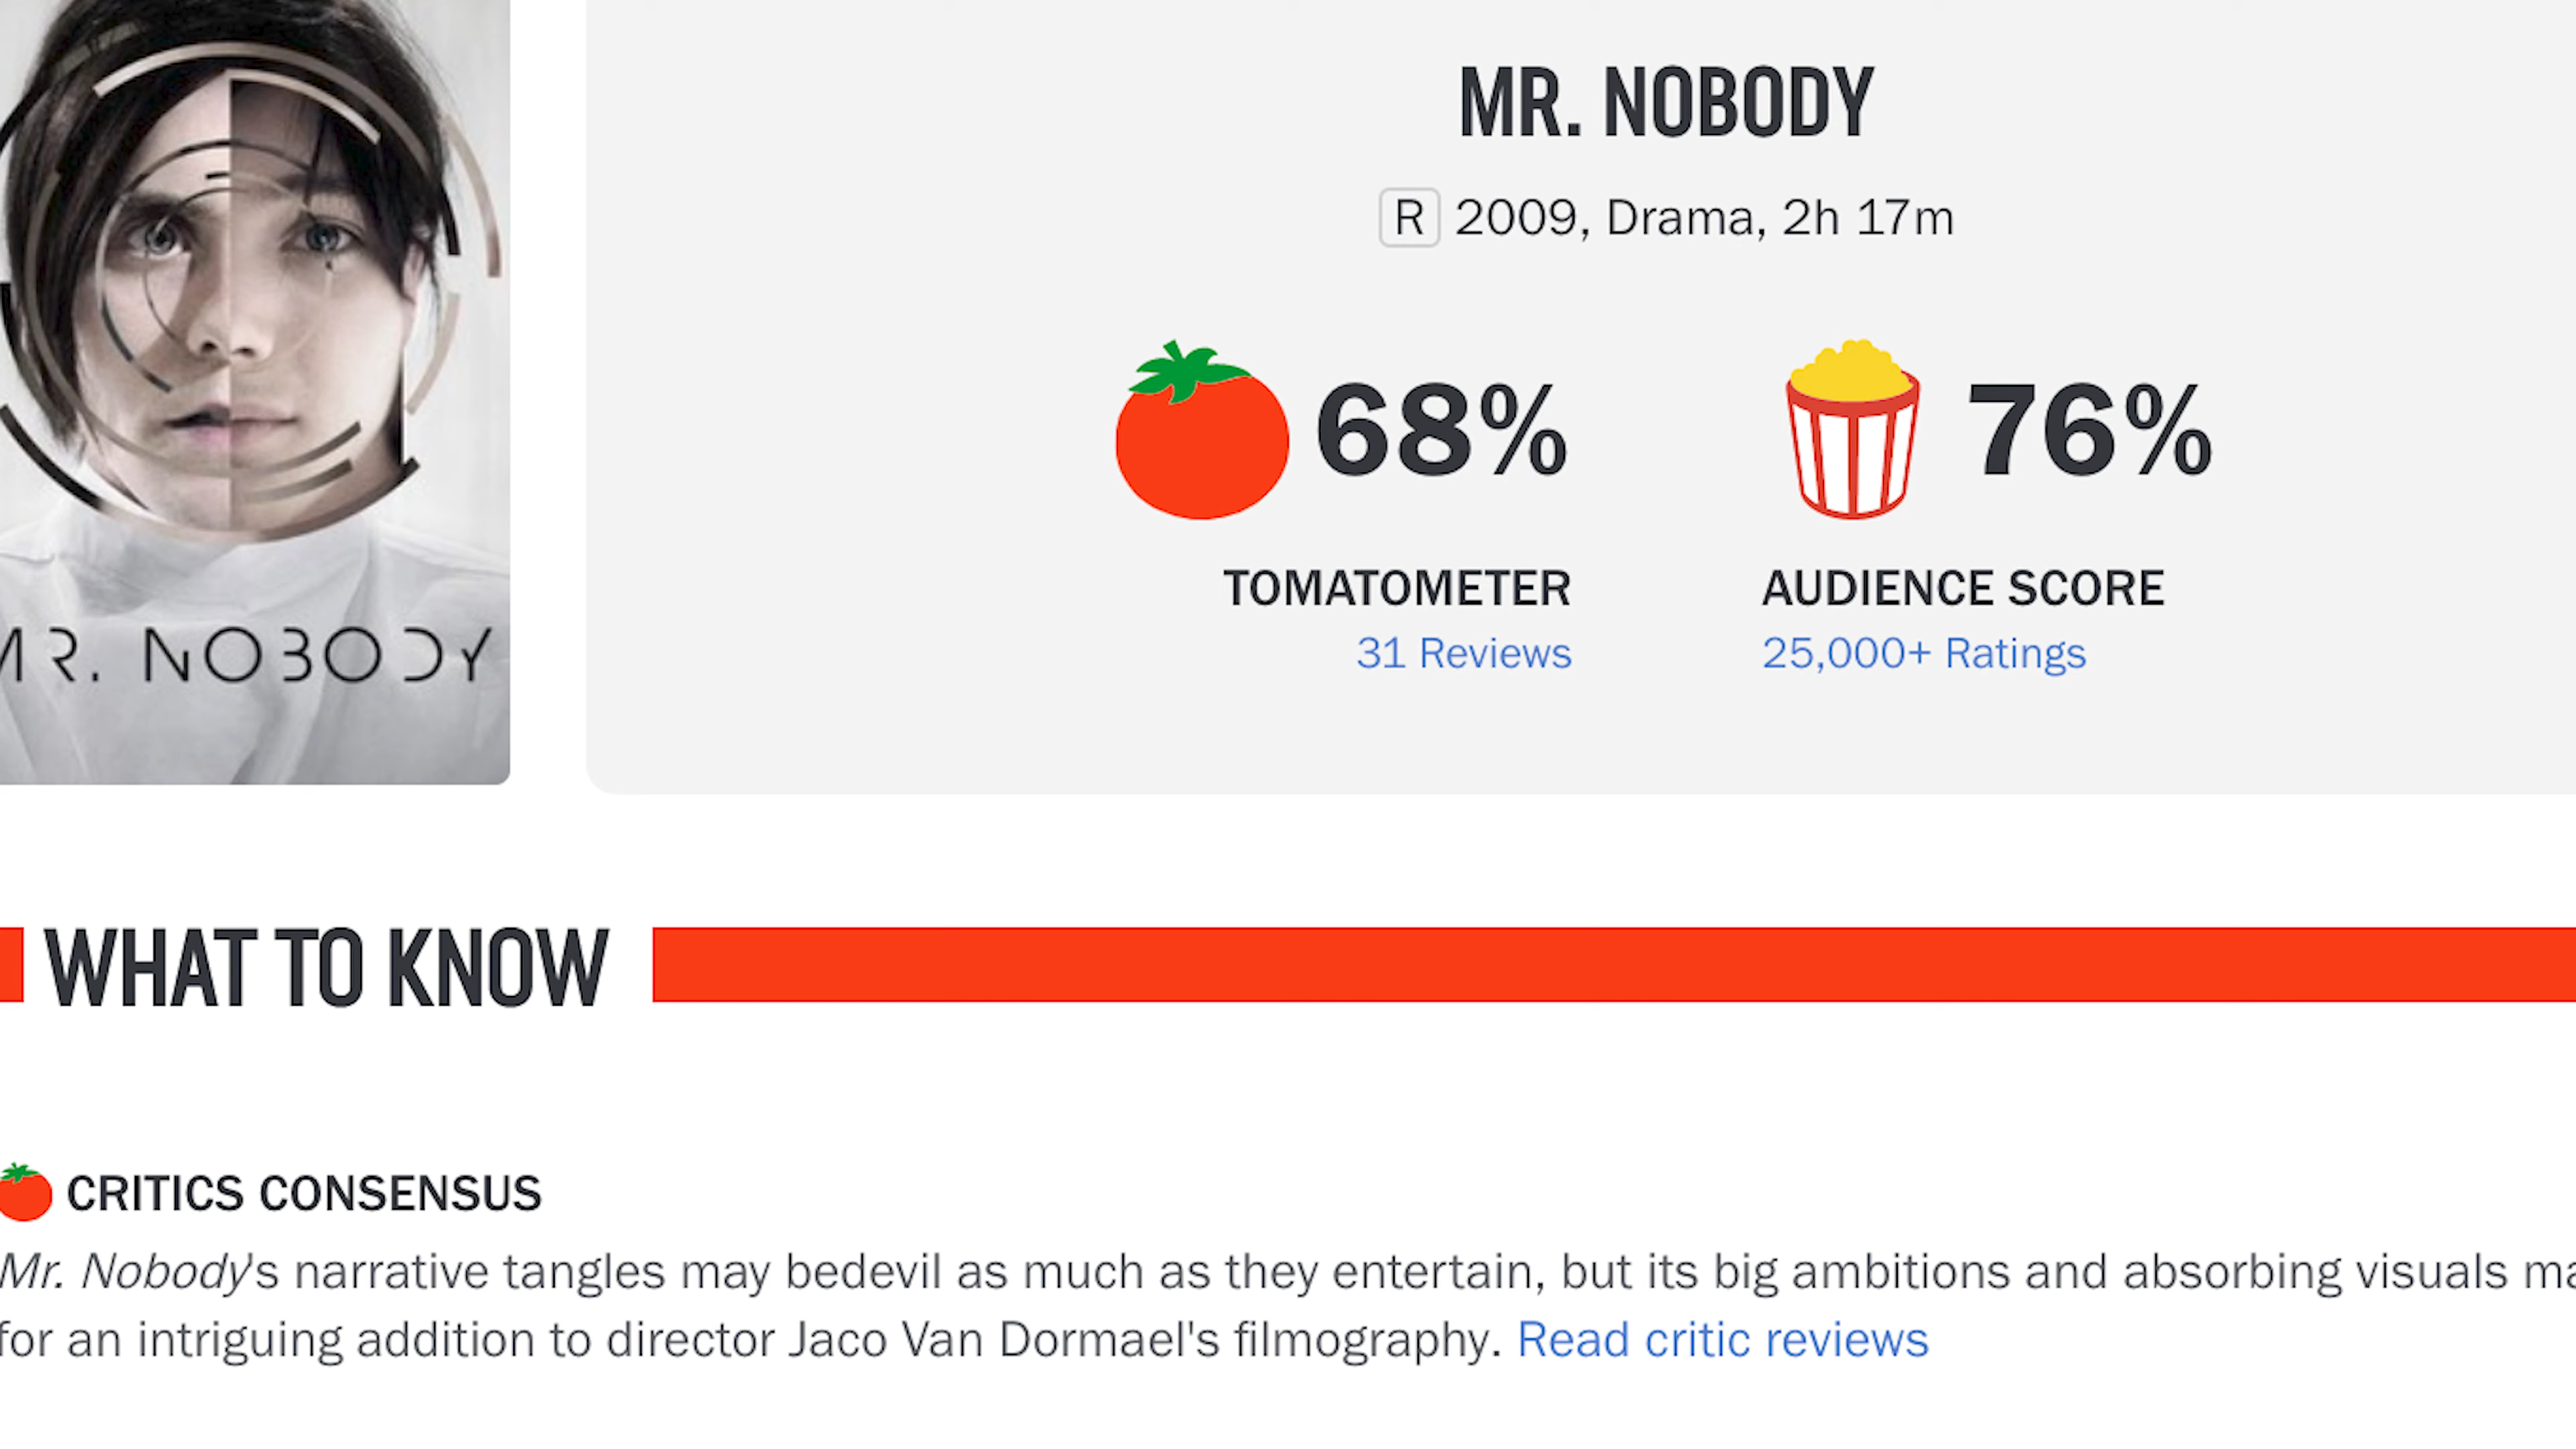 MR. NOBODY
R 2009, Drama, 2h 17m
68%
76%
TOMATOMETER
AUDIENCE SCORE
31 Reviews
25,000+ Ratings
MR. NOBODY
WHAT TO KNOW
CRITICS CONSENSUS
Mr. Nobody's narrative tangles may bedevil as much as they entertain, but its big ambitions and absorbing visuals
for an intriguing addition to director Jaco Van Dormael's filmography. Read critic reviews